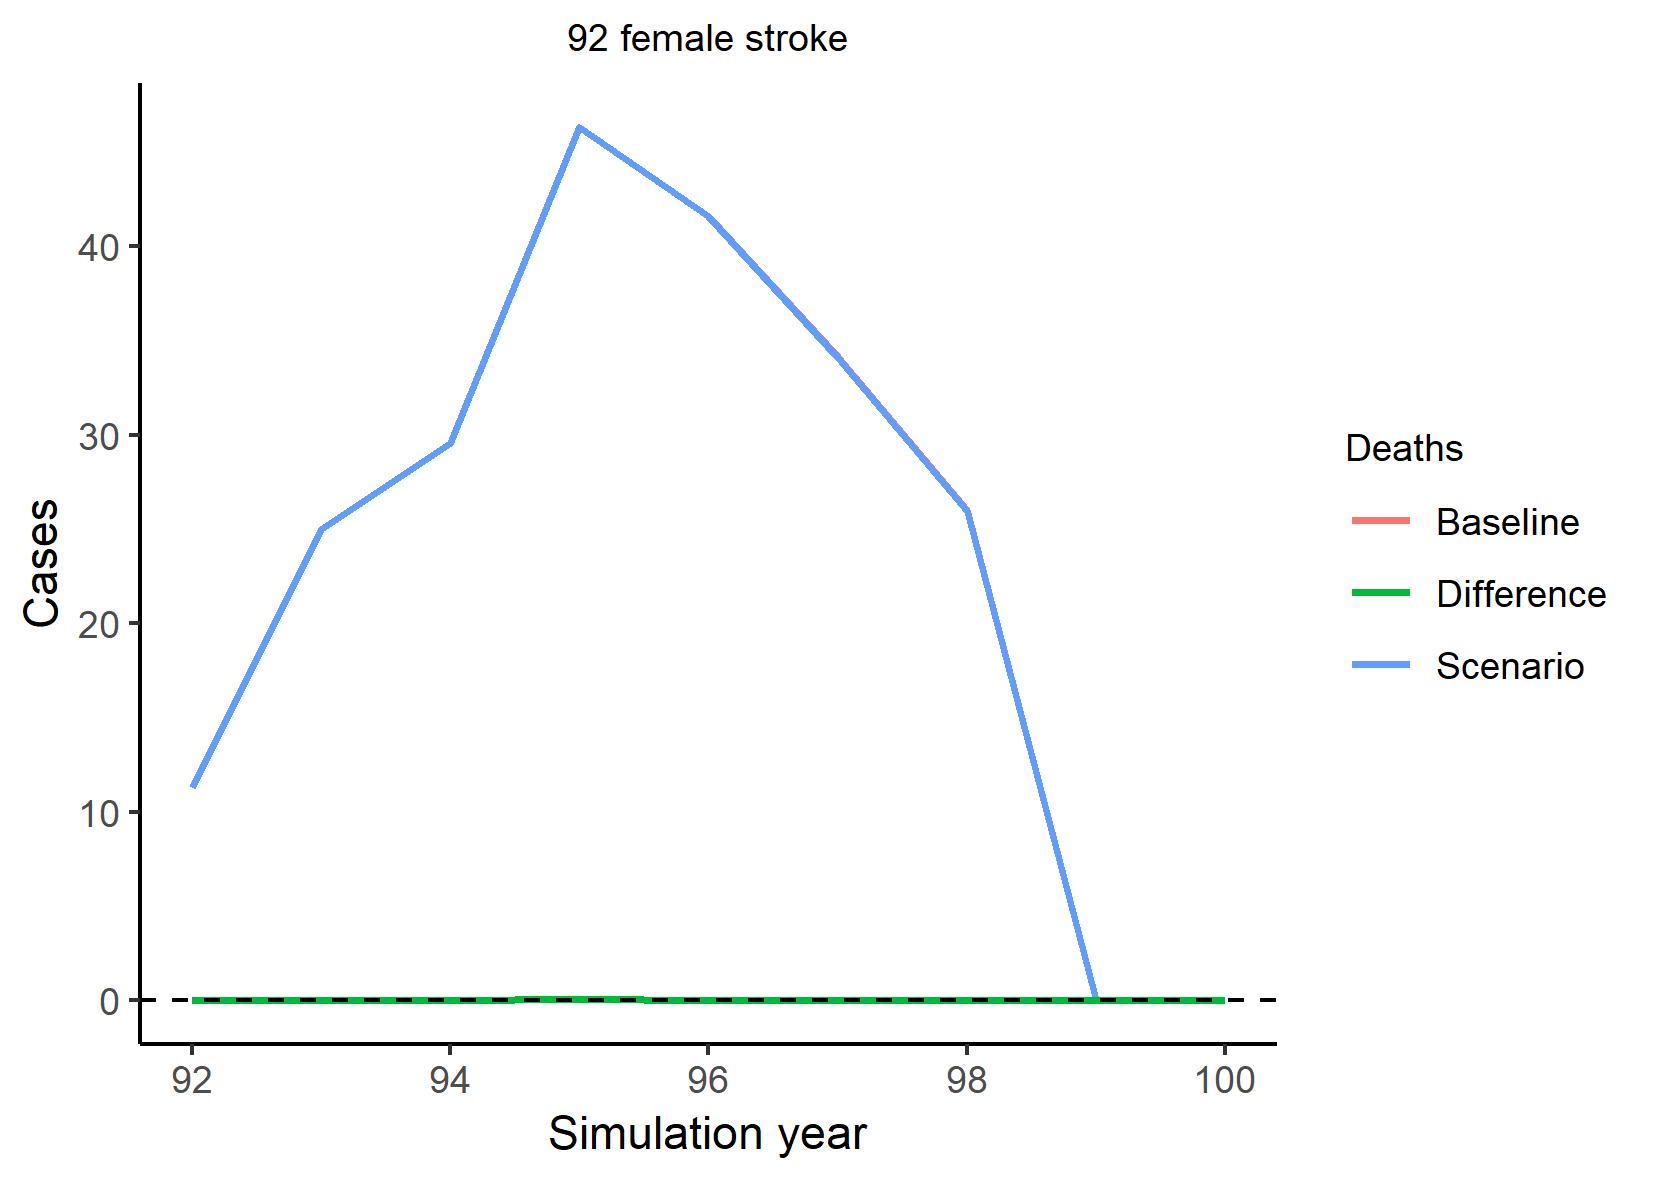 92 female stroke
Cases
40
30
20
10
0
92 94 96 98 100
Simulation year
Deaths
Baseline
Difference
Scenario